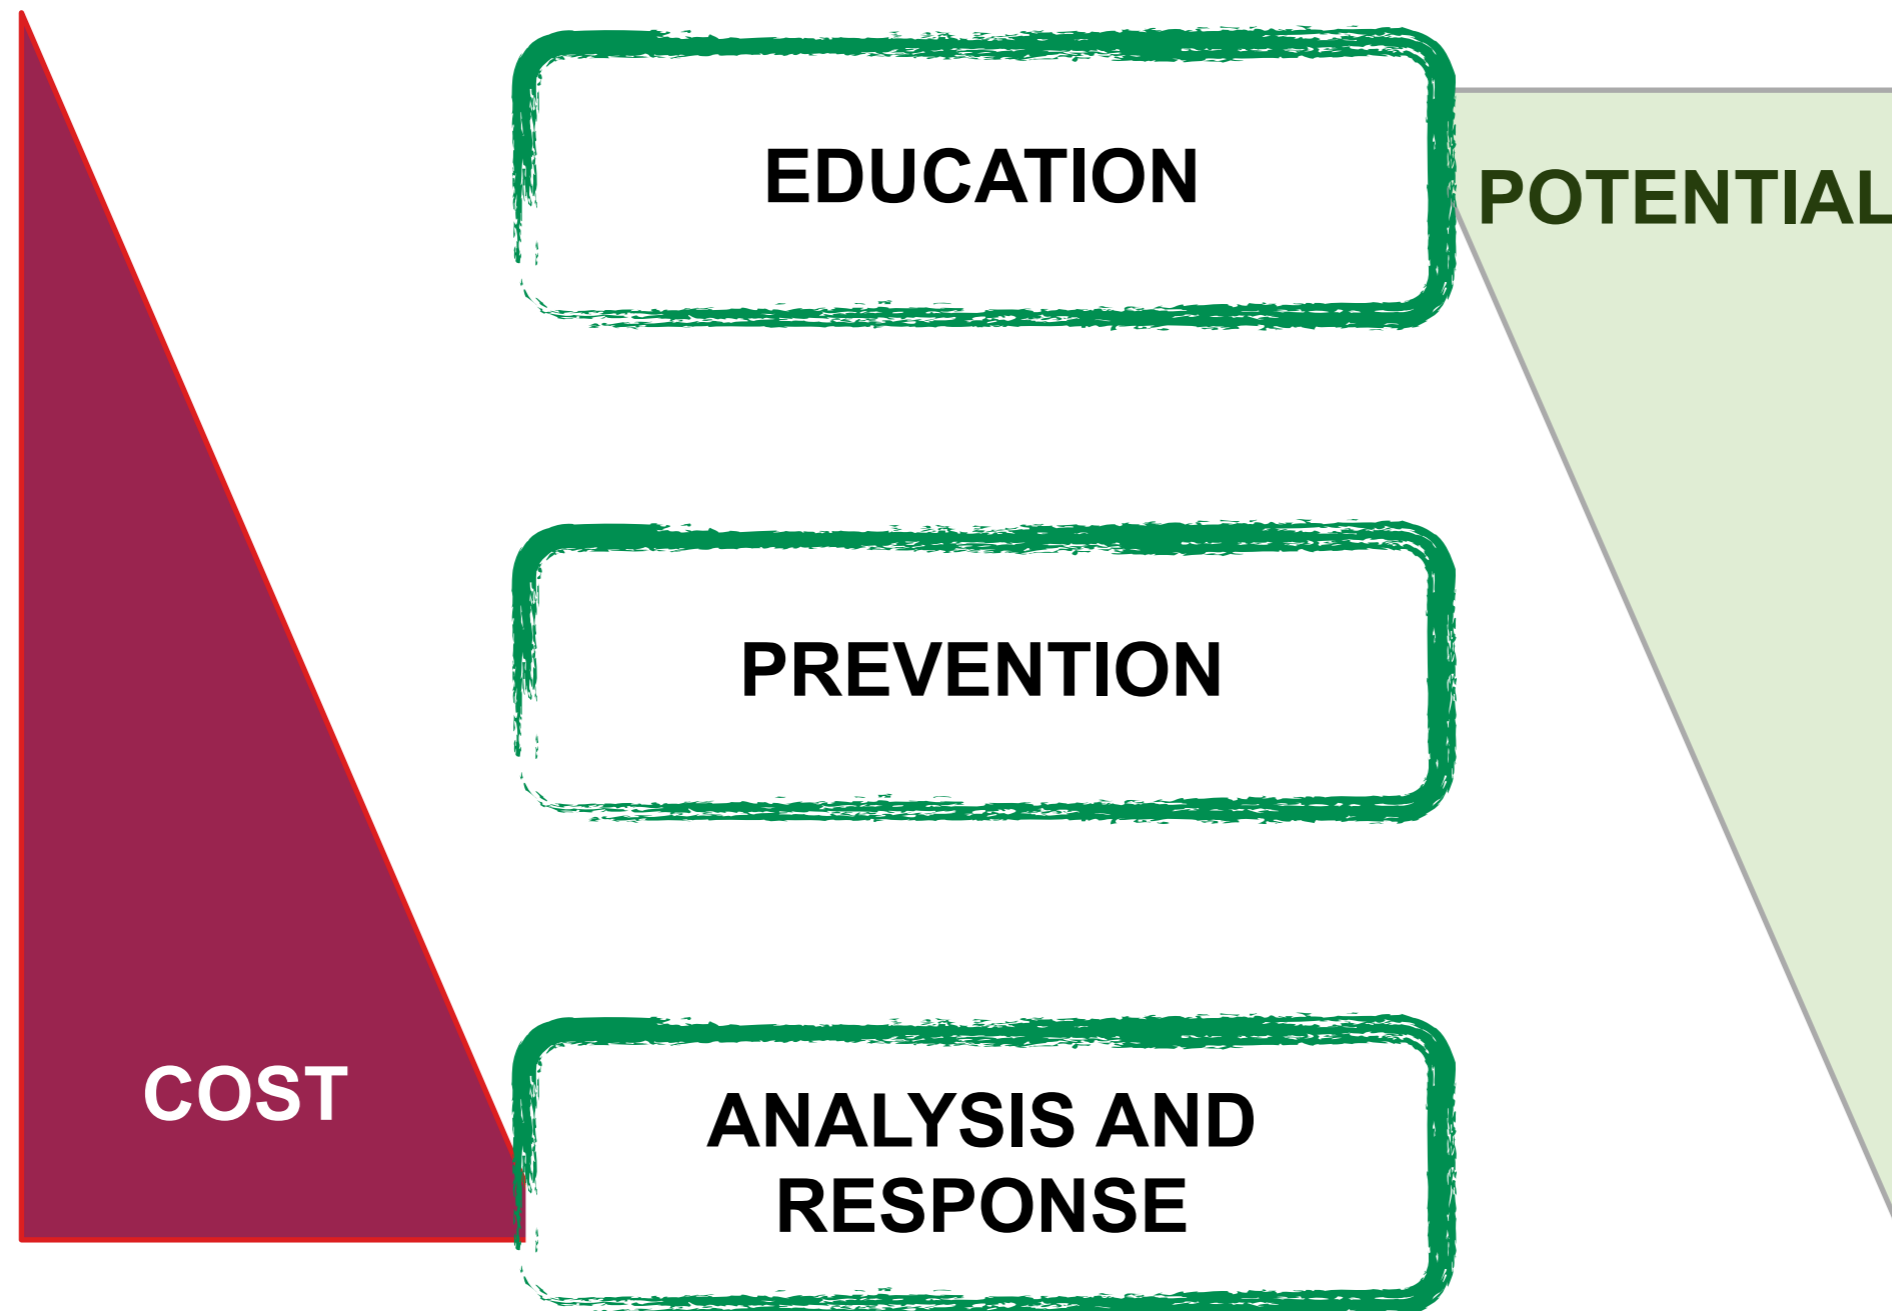 EDUCATION
POTENTIAL
PREVENTION
COST
ANALYSIS AND
RESPONSE